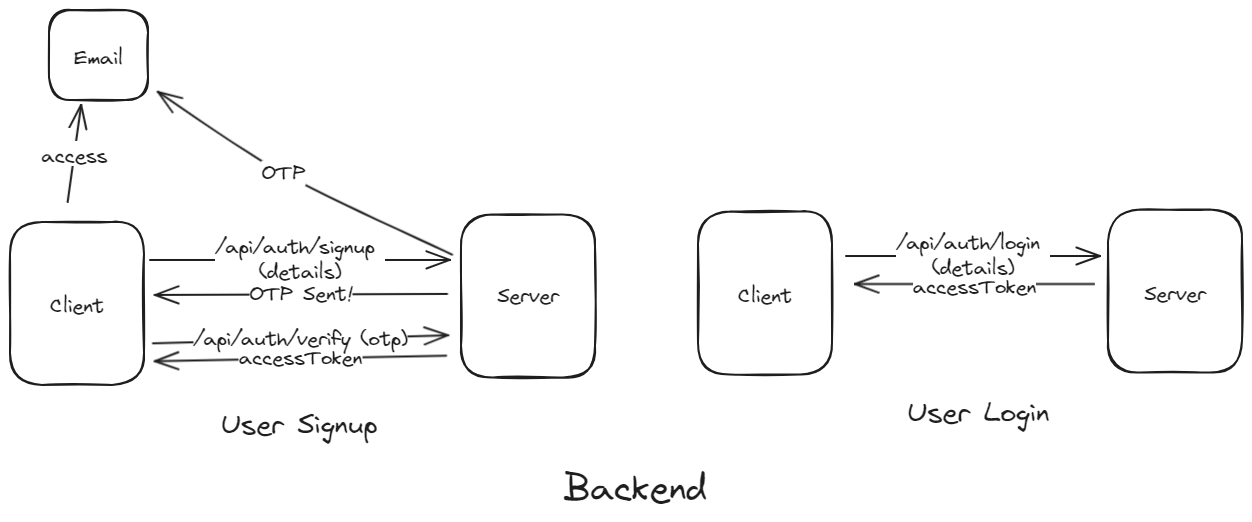 Email
access
OTP
/api/auth/signup
(details)
OTP Sent!
Client
Server
/api/auth/verify (otp)
accessToken
User Signup
/api/auth/login
(details)
accessToken
Client
Server
User Login
Backend